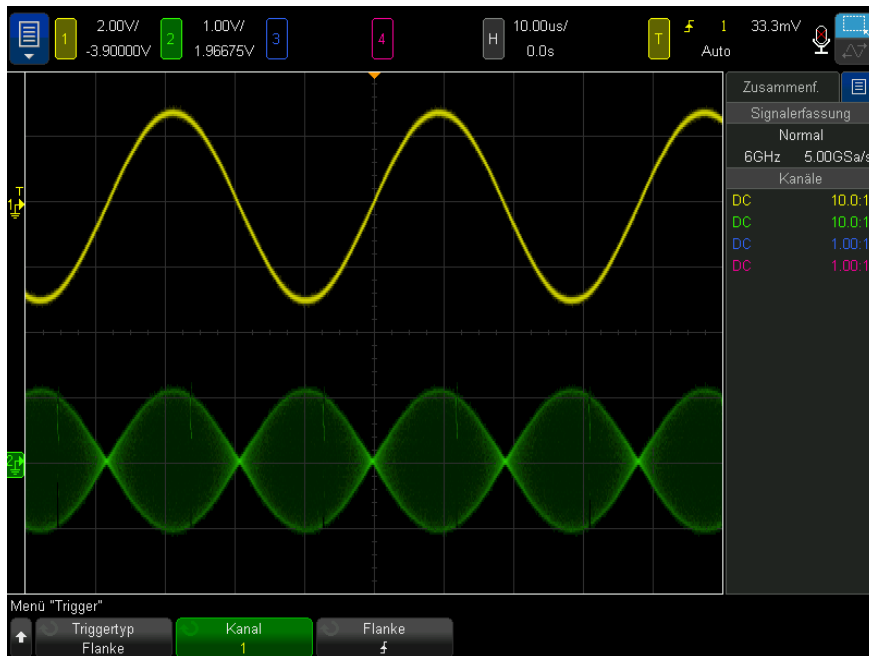 1 2.00V/ 2 1.00V/ 3 4 H 10.00us/ T 1 33.3mV
-3.90000V 1.96675V 0.0s Auto
Zusammenf.
Signalerfassung
Normal
6GHz 5.00GSa/s
Kanäle
DC 10.0:1
DC 10.0:1
DC 1.00:1
DC 1.00:1
T
1
2
Menü "Trigger"
Triggertyp Kanal Flanke
Flanke 1